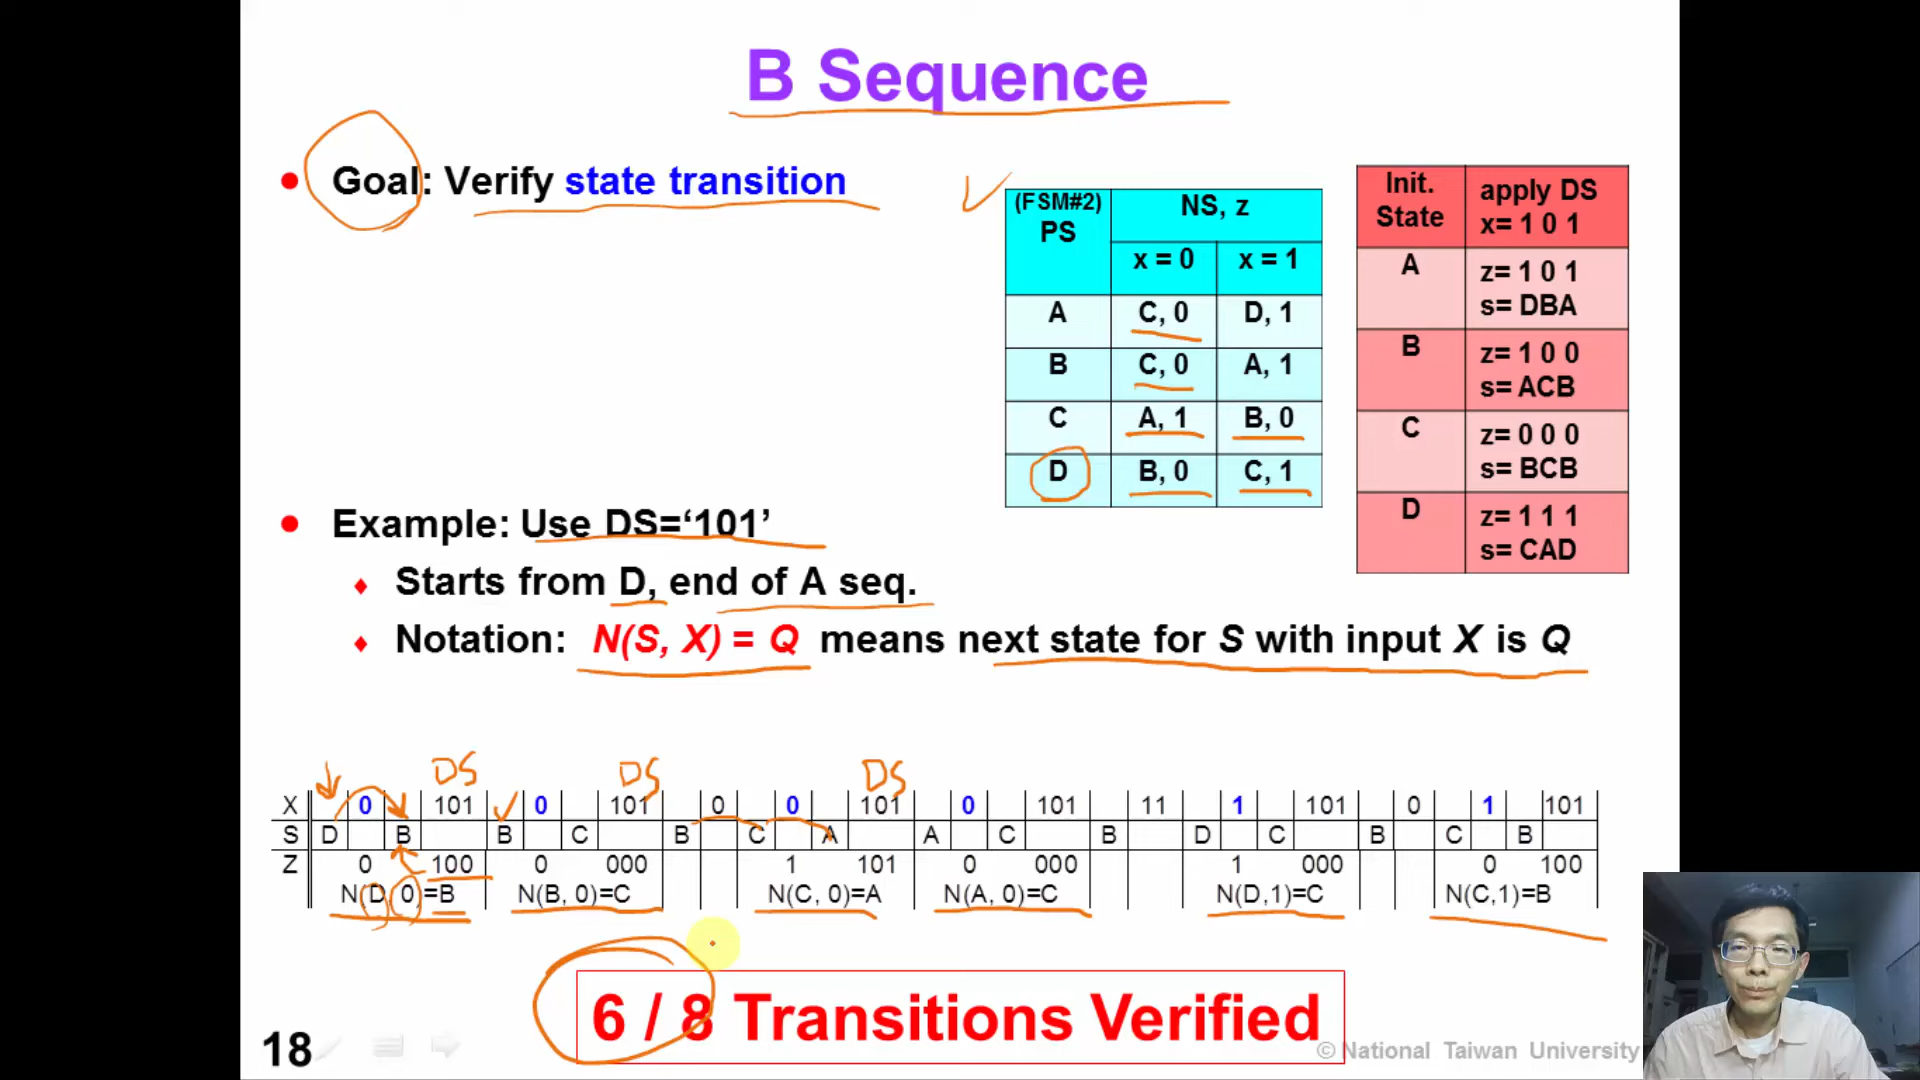 B Sequence
• Goal: Verify state transition
(FSM#2) PS | NS, z
x = 0 | x = 1
A | C, 0 | D, 1
B | C, 0 | A, 1
C | A, 1 | B, 0
D | B, 0 | C, 1
Init. State | apply DS x= 1 0 1
A | z= 1 0 1 s= DBA
B | z= 1 0 0 s= ACB
C | z= 0 0 0 s= BCB
D | z= 1 1 1 s= CAD
• Example: Use DS=‘101’
♦ Starts from D, end of A seq.
♦ Notation: N(S, X) = Q means next state for S with input X is Q
DS DS DS
X 0 101 0 101 0 0 101 0 101 11 1 101 0 1 101
S D B B C B C A A C B D C B C B
Z 0 100 0 000 1 101 0 000 1 000 0 100
N(D, 0)=B N(B, 0)=C N(C, 0)=A N(A, 0)=C N(D,1)=C N(C,1)=B
6 / 8 Transitions Verified
18
© National Taiwan University